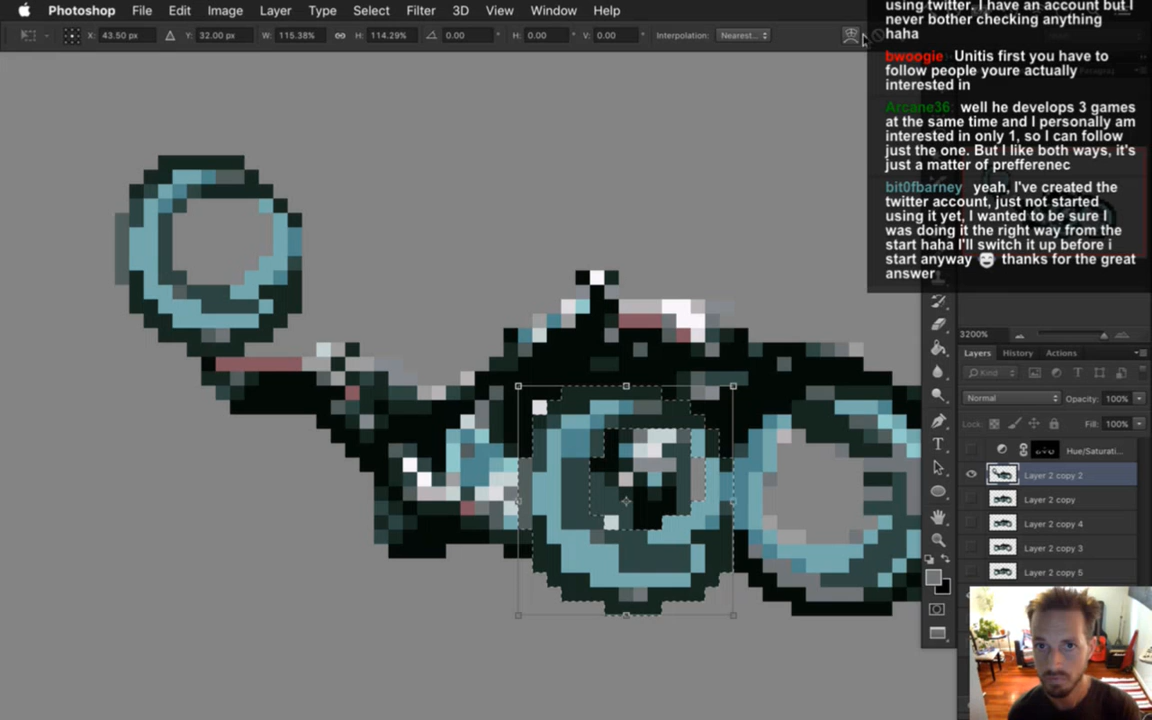 Photoshop File Edit Image Layer Type Select Filter 3D View Window Help
X: 43.50 px Y: 32.00 px W: 115.38% H: 114.29% 0.00 ° H: 0.00 ° V: 0.00 ° Interpolation: Nearest...
using twitter. I have an account but I
never bother checking anything
haha
bwoogie Unitis first you have to
follow people youre actually
interested in
Arcane36 well he develops 3 games
at the same time and I personally am
interested in only 1, so I can follow
just the one. But I like both ways, it's
just a matter of prefferenec
bit0fbarney yeah, I've created the
twitter account, just not started
using it yet, I wanted to be sure I
was doing it the right way from the
start haha I'll switch it up before i
start anyway thanks for the great
answer
3200%
Layers History Actions
Kind
Normal Opacity: 100%
Lock: Fill: 100%
Hue/Saturati...
Layer 2 copy 2
Layer 2 copy
Layer 2 copy 4
Layer 2 copy 3
Layer 2 copy 5